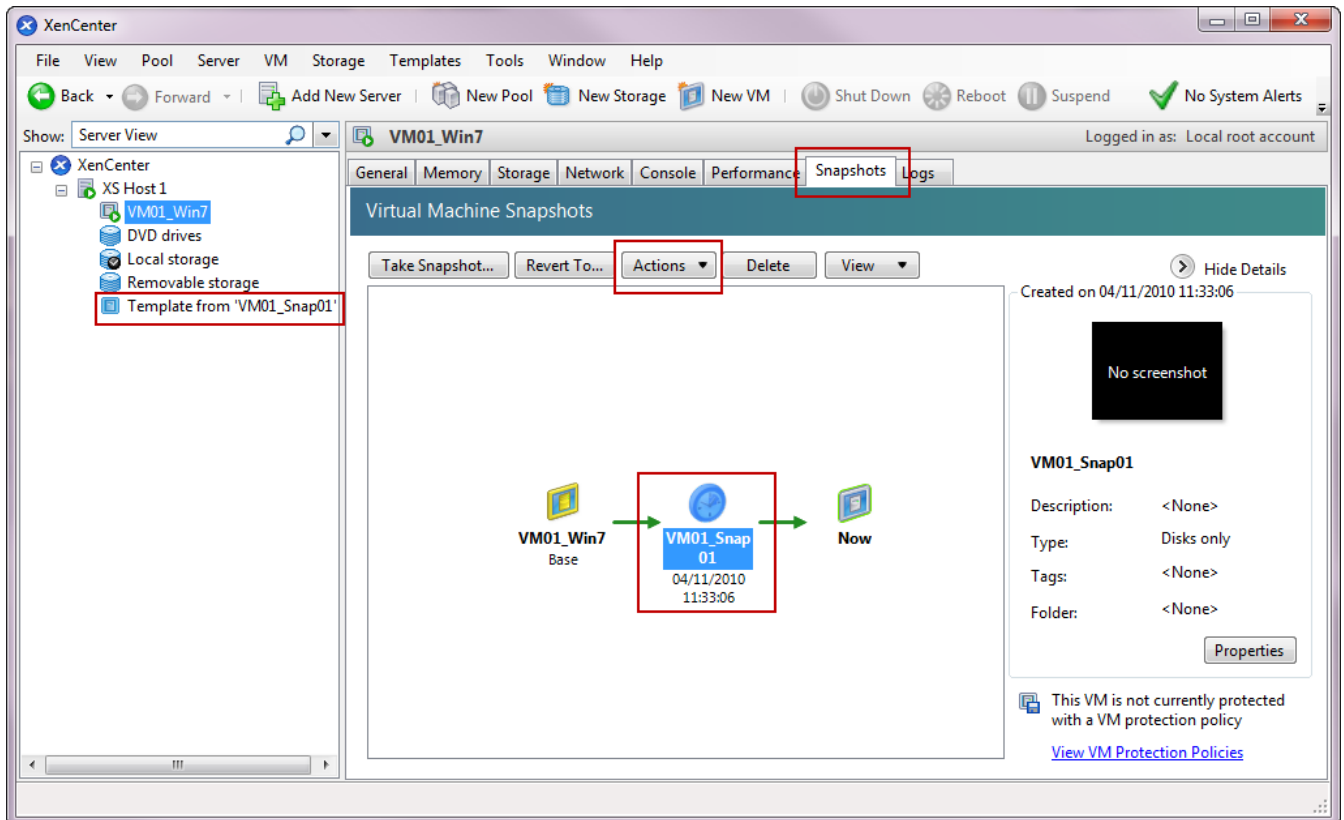 XenCenter
File View Pool Server VM Storage Templates Tools Window Help
Back Forward Add New Server New Pool New Storage New VM Shut Down Reboot Suspend No System Alerts
Show: Server View
VM01_Win7 Logged in as: Local root account
XenCenter
XS Host 1
VM01_Win7
DVD drives
Local storage
Removable storage
Template from 'VM01_Snap01'
General Memory Storage Network Console Performance Snapshots Logs
Virtual Machine Snapshots
Take Snapshot... Revert To... Actions Delete View
Hide Details
VM01_Win7
Base
VM01_Snap
01
04/11/2010
11:33:06
Now
Created on 04/11/2010 11:33:06
No screenshot
VM01_Snap01
Description: <None>
Type: Disks only
Tags: <None>
Folder: <None>
Properties
This VM is not currently protected
with a VM protection policy
View VM Protection Policies